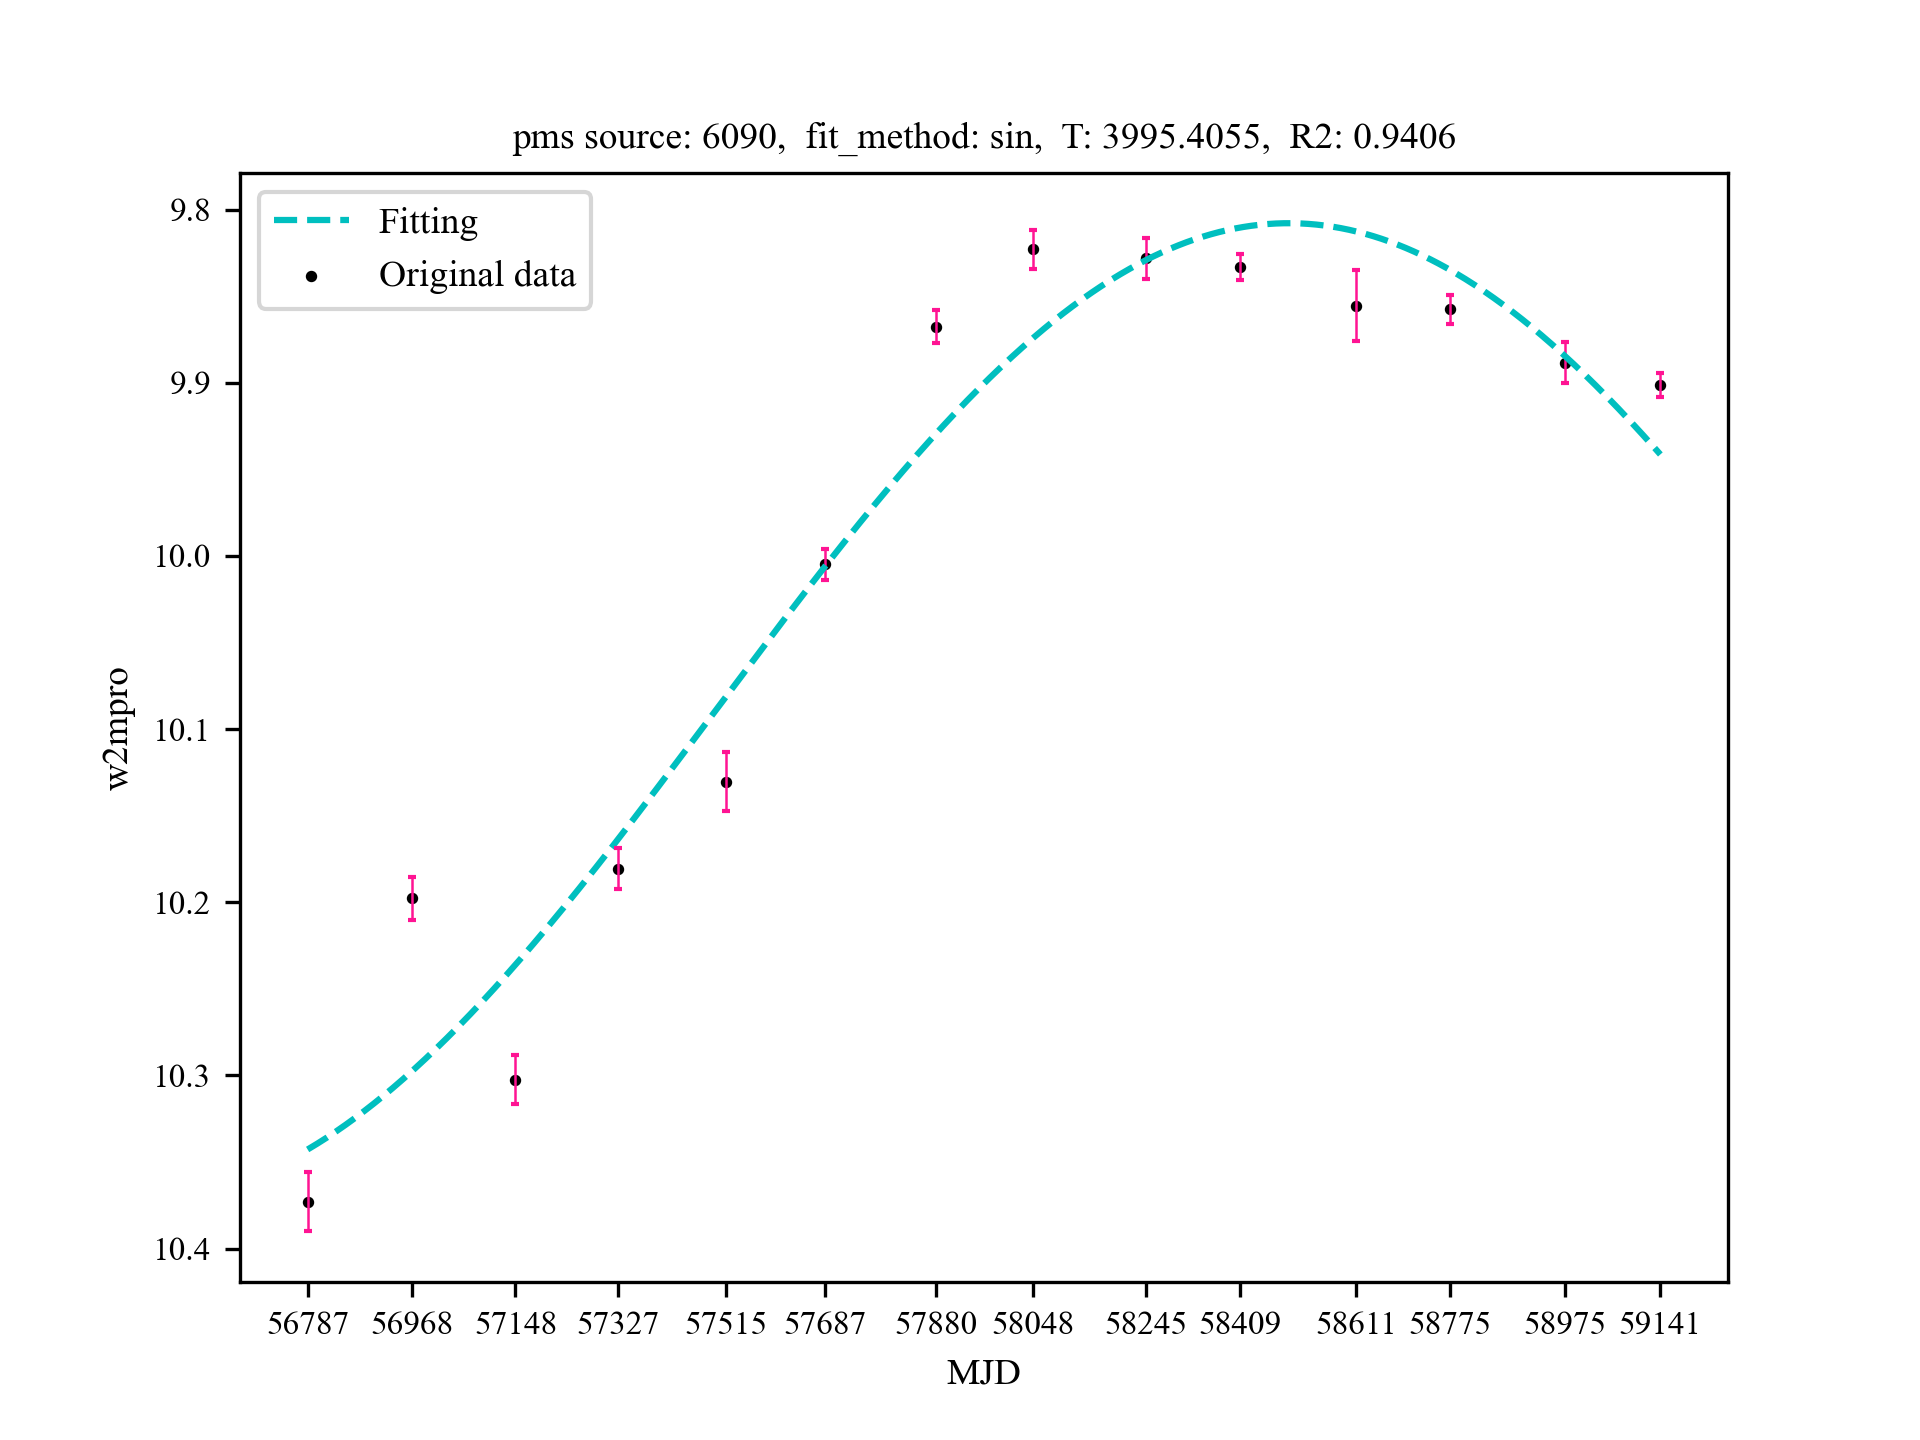 pms source: 6090,  fit_method: sin,  T: 3995.4055,  R2: 0.9406
Fitting
Original data
9.8
9.9
10.0
10.1
10.2
10.3
10.4
w2mpro
56787 56968 57148 57327 57515 57687 57880 58048 58245 58409 58611 58775 58975 59141
MJD